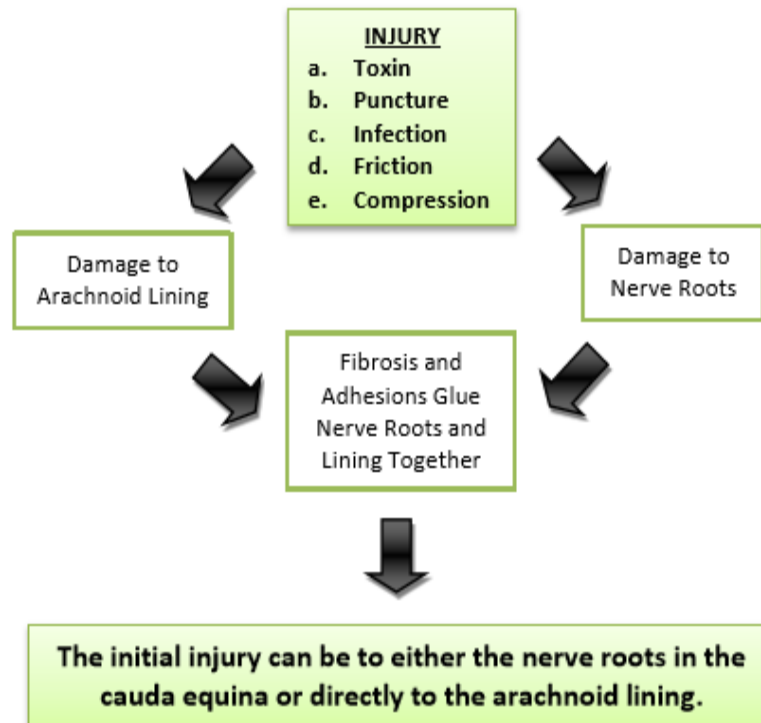 INJURY
a. Toxin
b. Puncture
c. Infection
d. Friction
e. Compression
Damage to
Arachnoid Lining
Damage to
Nerve Roots
Fibrosis and
Adhesions Glue
Nerve Roots and
Lining Together
The initial injury can be to either the nerve roots in the
cauda equina or directly to the arachnoid lining.